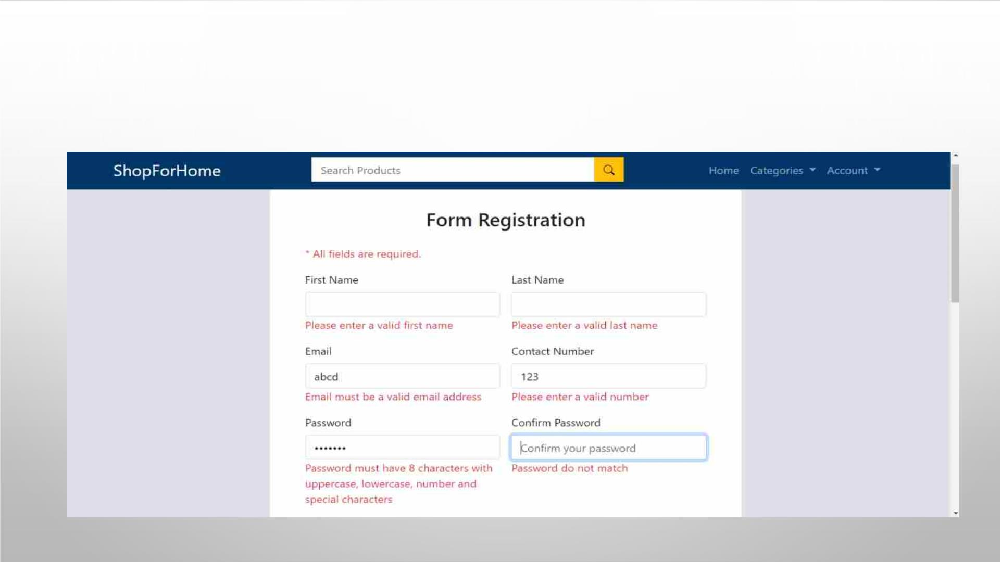 ShopForHome
Search Products
Home Categories Account
Form Registration
* All fields are required.
First Name
Last Name
Please enter a valid first name
Please enter a valid last name
Email
Contact Number
abcd
123
Email must be a valid email address
Please enter a valid number
Password
Confirm Password
•••••••
Confirm your password
Password must have 8 characters with
uppercase, lowercase, number and
special characters
Password do not match